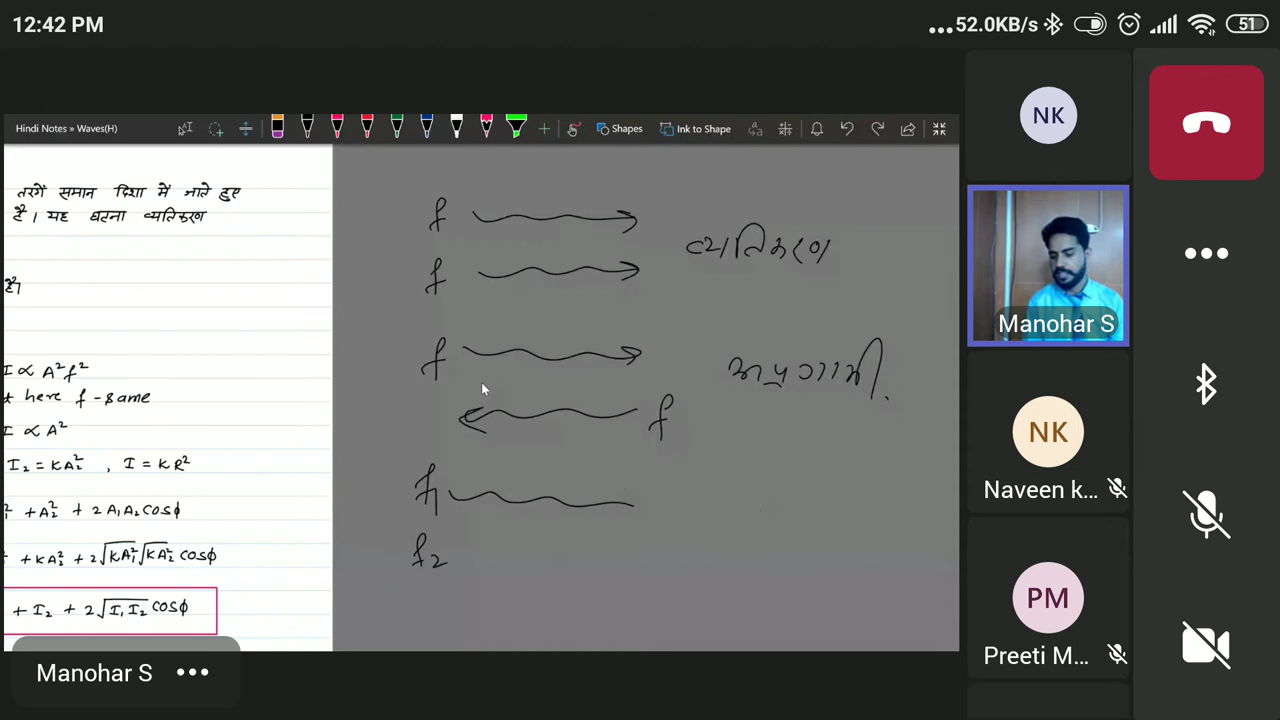 12:42 PM
...52.0KB/s
51
Hindi Notes » Waves(H)
Shapes
Ink to Shape
तरंगें समान दिशा में जाते हुए
है। यह घटना व्यतिकरण
है।
I ∝ A²f²
* here f - same
I ∝ A²
I₂ = KA₂² , I = KR²
+ A₂² + 2A₁A₂ cosϕ
+ KA₂² + 2√KA₁² √KA₂² cosϕ
+ I₂ + 2√I₁I₂ cosϕ
f
f
व्यतिकरण
f
f
अप्रगामी
f₁
f₂
NK
Manohar S
NK
Naveen k...
PM
Preeti M...
Manohar S